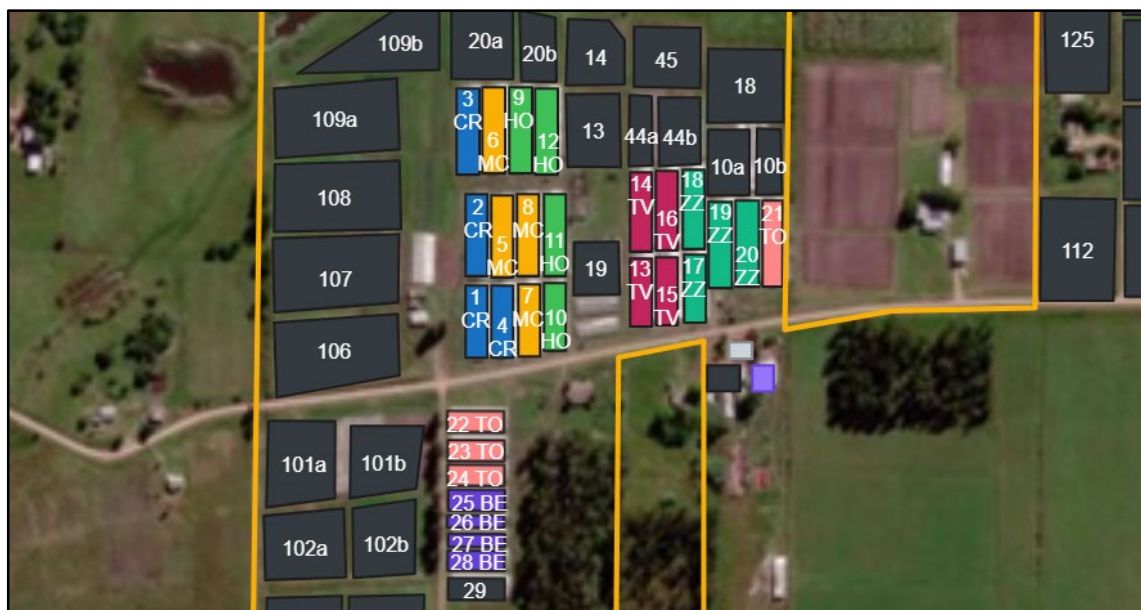 109b
20a
20b
14
45
18
125
109a
3
CR
6
MC
9
HO
12
HO
13
44a
44b
10a
10b
108
14
TV
16
TV
18
ZZ
2
CR
5
MC
8
MC
11
HO
19
ZZ
20
ZZ
21
TO
112
107
19
13
TV
15
TV
17
ZZ
106
1
CR
4
CR
7
MC
10
HO
22 TO
23 TO
24 TO
101a
101b
25 BE
26 BE
27 BE
28 BE
102a
102b
29